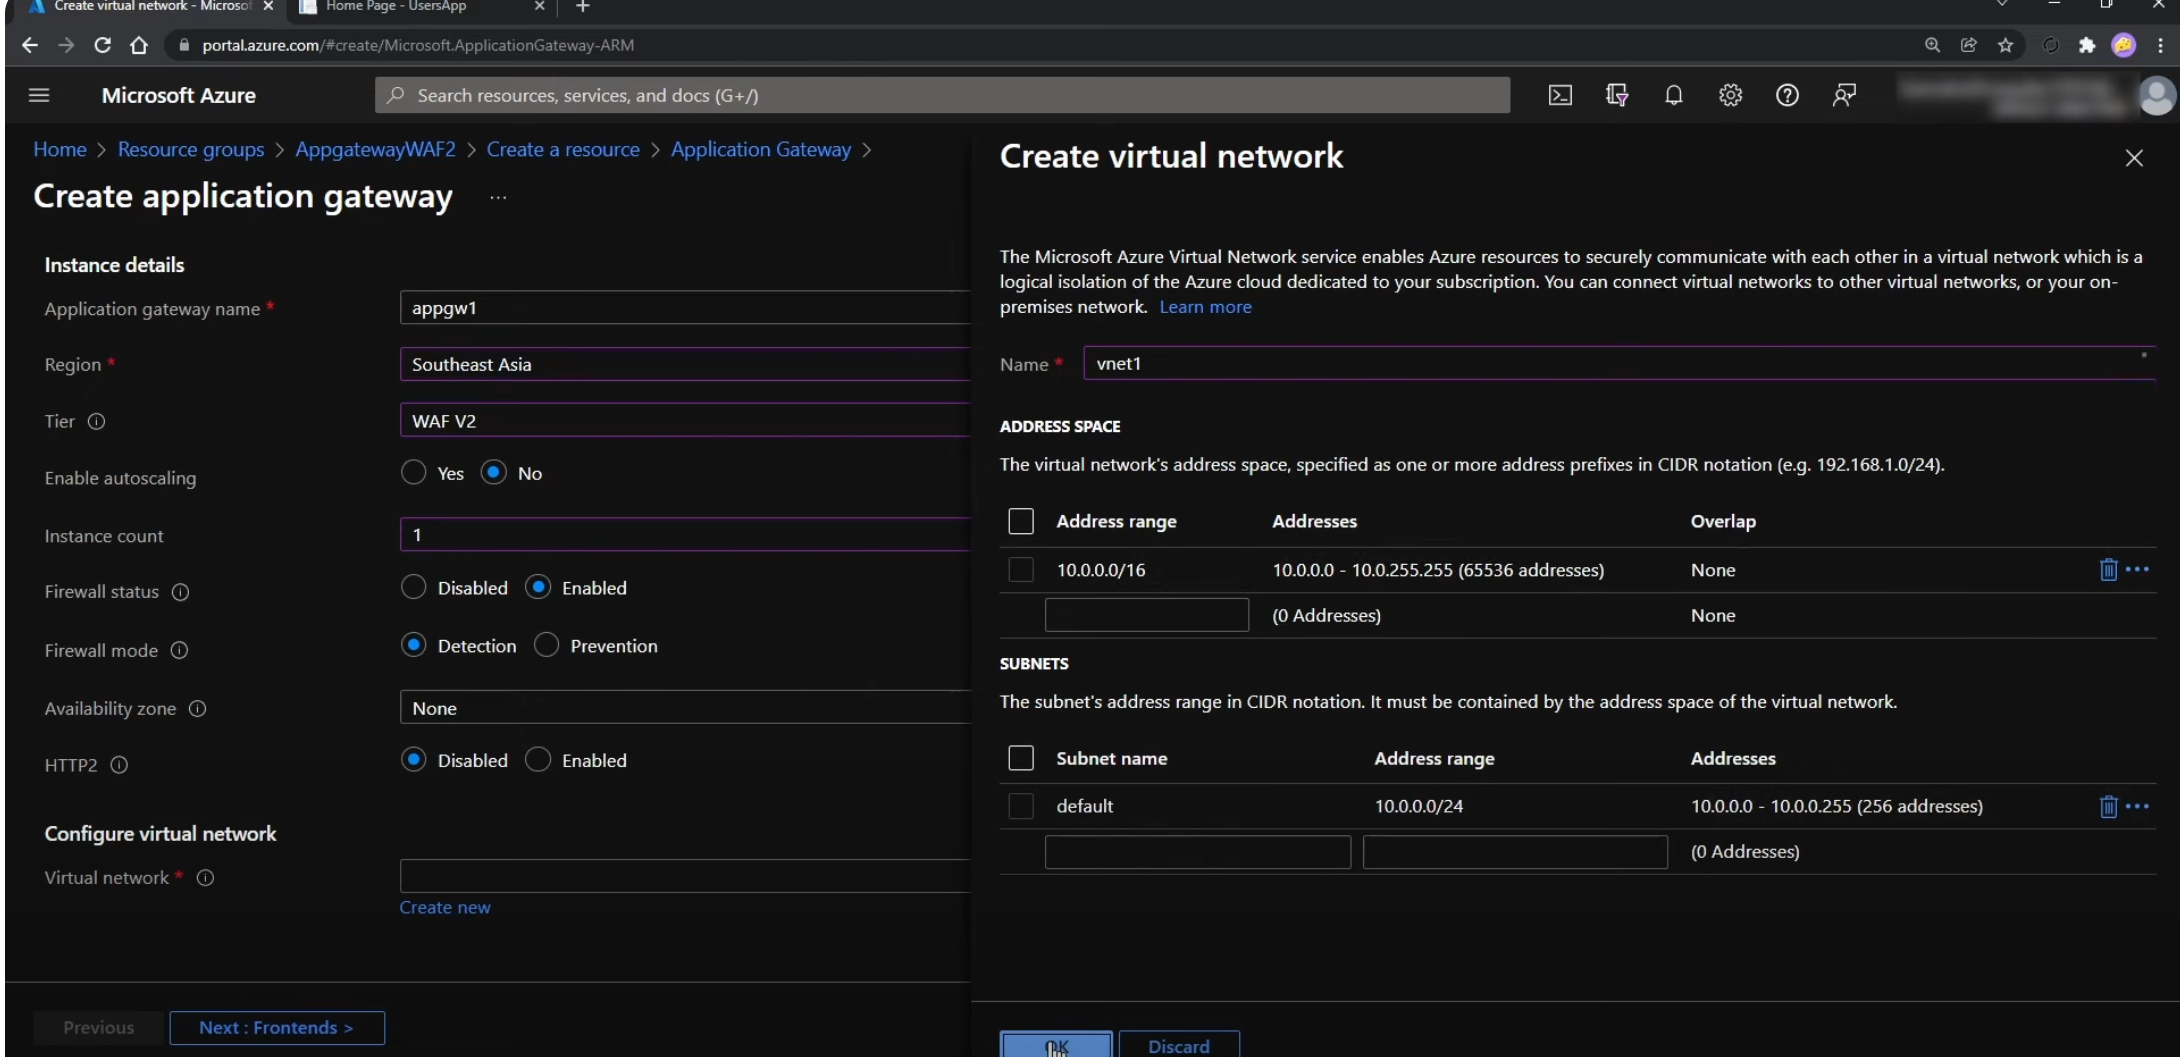 Create virtual network - Microsof
Home Page - UsersApp
portal.azure.com/#create/Microsoft.ApplicationGateway-ARM
Microsoft Azure
Search resources, services, and docs (G+/)
Home > Resource groups > AppgatewayWAF2 > Create a resource > Application Gateway >
Create application gateway ...
Instance details
Application gateway name *
appgw1
Region *
Southeast Asia
Tier
WAF V2
Enable autoscaling
Yes No
Instance count
1
Firewall status
Disabled Enabled
Firewall mode
Detection Prevention
Availability zone
None
HTTP2
Disabled Enabled
Configure virtual network
Virtual network *
Create new
Previous
Next : Frontends >
Create virtual network
The Microsoft Azure Virtual Network service enables Azure resources to securely communicate with each other in a virtual network which is a
logical isolation of the Azure cloud dedicated to your subscription. You can connect virtual networks to other virtual networks, or your on-
premises network. Learn more
Name *
vnet1
ADDRESS SPACE
The virtual network's address space, specified as one or more address prefixes in CIDR notation (e.g. 192.168.1.0/24).
Address range Addresses Overlap
10.0.0.0/16 10.0.0.0 - 10.0.255.255 (65536 addresses) None
(0 Addresses) None
SUBNETS
The subnet's address range in CIDR notation. It must be contained by the address space of the virtual network.
Subnet name Address range Addresses
default 10.0.0.0/24 10.0.0.0 - 10.0.0.255 (256 addresses)
(0 Addresses)
OK
Discard